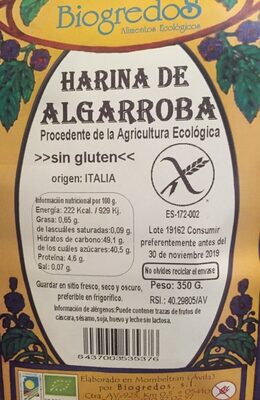 Biogredos
Alimentos Ecológicos
HARINA DE
ALGARROBA
Procedente de la Agricultura Ecológica
>>sin gluten<<
origen: ITALIA
ES-172-002
Información nutricional por 100 g.
Energía: 222 Kcal. / 929 Kj.
Grasa: 0,65 g.
de lascuáles saturadas:0,09 g.
Hidratos de carbono:49,1 g.
de los cuáles azúcares:40,5 g.
Proteína: 4,6 g.
Sal: 0,07 g.
Lote 19162 Consumir
preferentemente antes del
30 de noviembre 2019
No olvides reciclar el envase
Peso: 350 G.
RSI.: 40.29805/AV
Guardar en sitio fresco, seco y oscuro,
preferible en frigorífico.
Información de alérgenos:Puede contener trazas de frutos de
cáscara, sésamo, soja, huevo y leche sin lactosa.
8437003535376
Elaborado en Mombeltrán (Ávila)
por Biogredos, s.l.